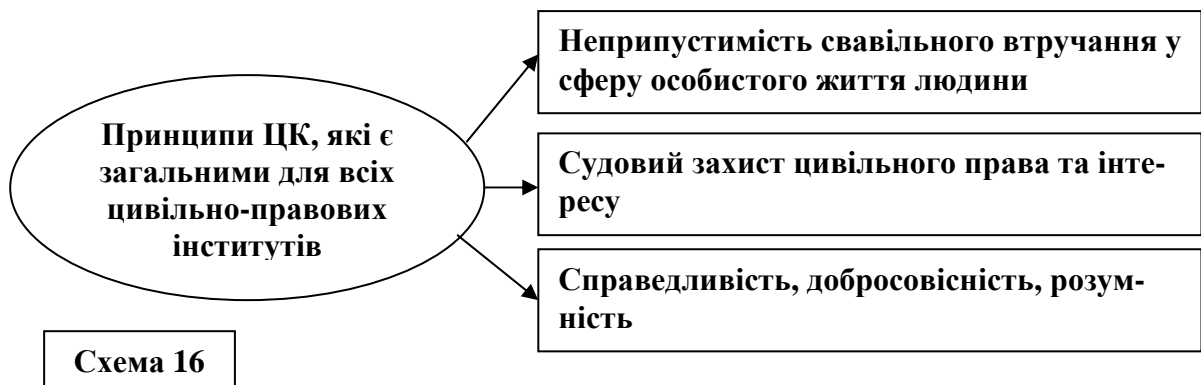 Неприпустимість свавільного втручання у
сферу особистого життя людини
Принципи ЦК, які є
загальними для всіх
цивільно-правових
інститутів
Судовий захист цивільного права та інте-
ресу
Справедливість, добросовісність, розум-
ність
Схема 16